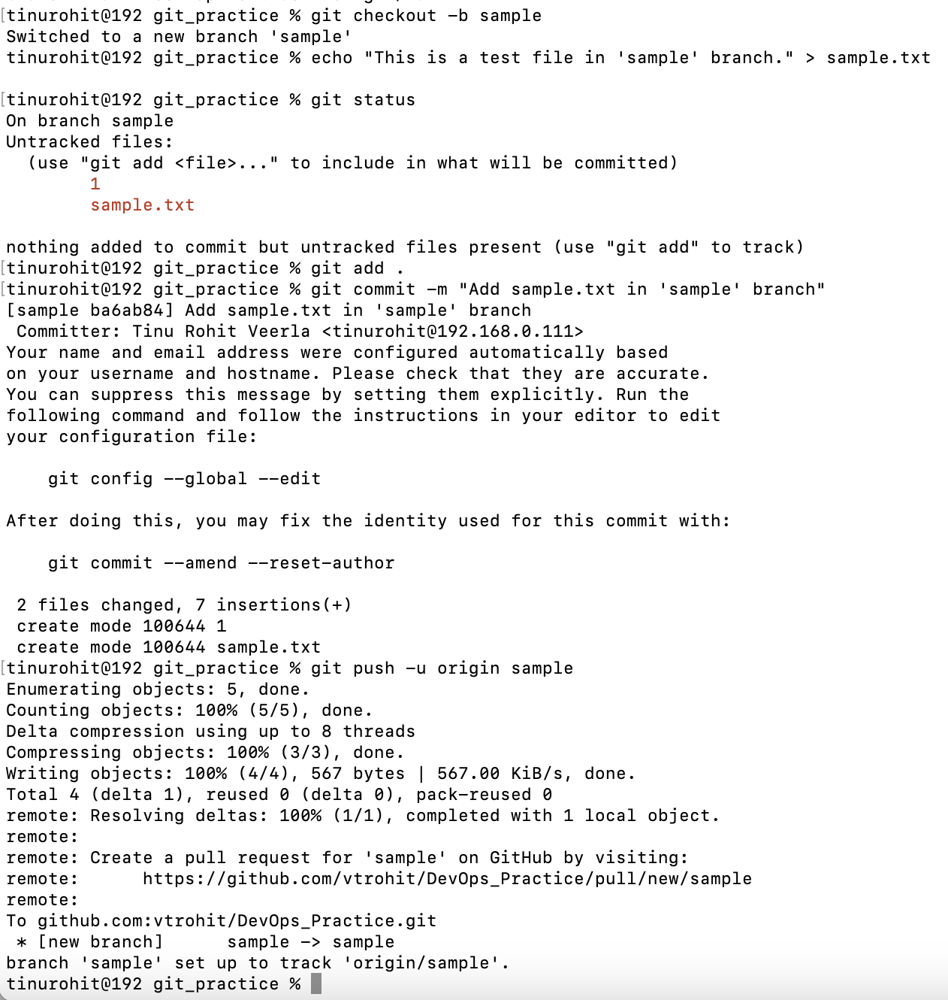 [tinurohit@192 git_practice % git checkout -b sample
Switched to a new branch 'sample'
tinurohit@192 git_practice % echo "This is a test file in 'sample' branch." > sample.txt
[tinurohit@192 git_practice % git status
On branch sample
Untracked files:
  (use "git add <file>..." to include in what will be committed)
        1
        sample.txt
nothing added to commit but untracked files present (use "git add" to track)
[tinurohit@192 git_practice % git add .
[tinurohit@192 git_practice % git commit -m "Add sample.txt in 'sample' branch"
[sample ba6ab84] Add sample.txt in 'sample' branch
 Committer: Tinu Rohit Veerla <tinurohit@192.168.0.111>
Your name and email address were configured automatically based
on your username and hostname. Please check that they are accurate.
You can suppress this message by setting them explicitly. Run the
following command and follow the instructions in your editor to edit
your configuration file:
    git config --global --edit
After doing this, you may fix the identity used for this commit with:
    git commit --amend --reset-author
 2 files changed, 7 insertions(+)
 create mode 100644 1
 create mode 100644 sample.txt
[tinurohit@192 git_practice % git push -u origin sample
Enumerating objects: 5, done.
Counting objects: 100% (5/5), done.
Delta compression using up to 8 threads
Compressing objects: 100% (3/3), done.
Writing objects: 100% (4/4), 567 bytes | 567.00 KiB/s, done.
Total 4 (delta 1), reused 0 (delta 0), pack-reused 0
remote: Resolving deltas: 100% (1/1), completed with 1 local object.
remote:
remote: Create a pull request for 'sample' on GitHub by visiting:
remote:      https://github.com/vtrohit/DevOps_Practice/pull/new/sample
remote:
To github.com:vtrohit/DevOps_Practice.git
 * [new branch]      sample -> sample
branch 'sample' set up to track 'origin/sample'.
tinurohit@192 git_practice %